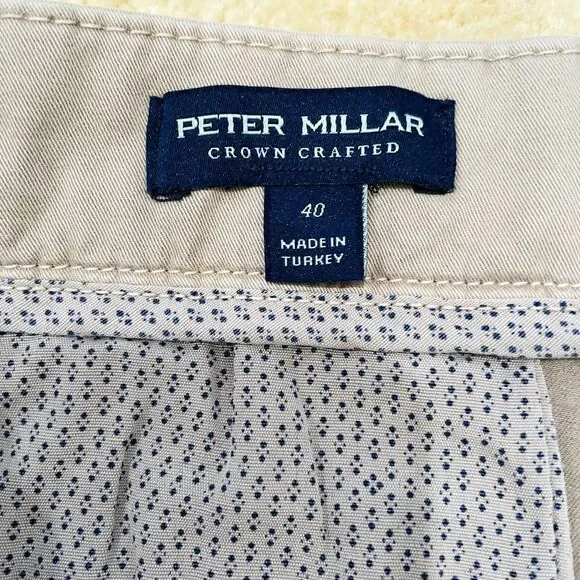 PETER MILLAR
CROWN CRAFTED
40
MADE IN
TURKEY